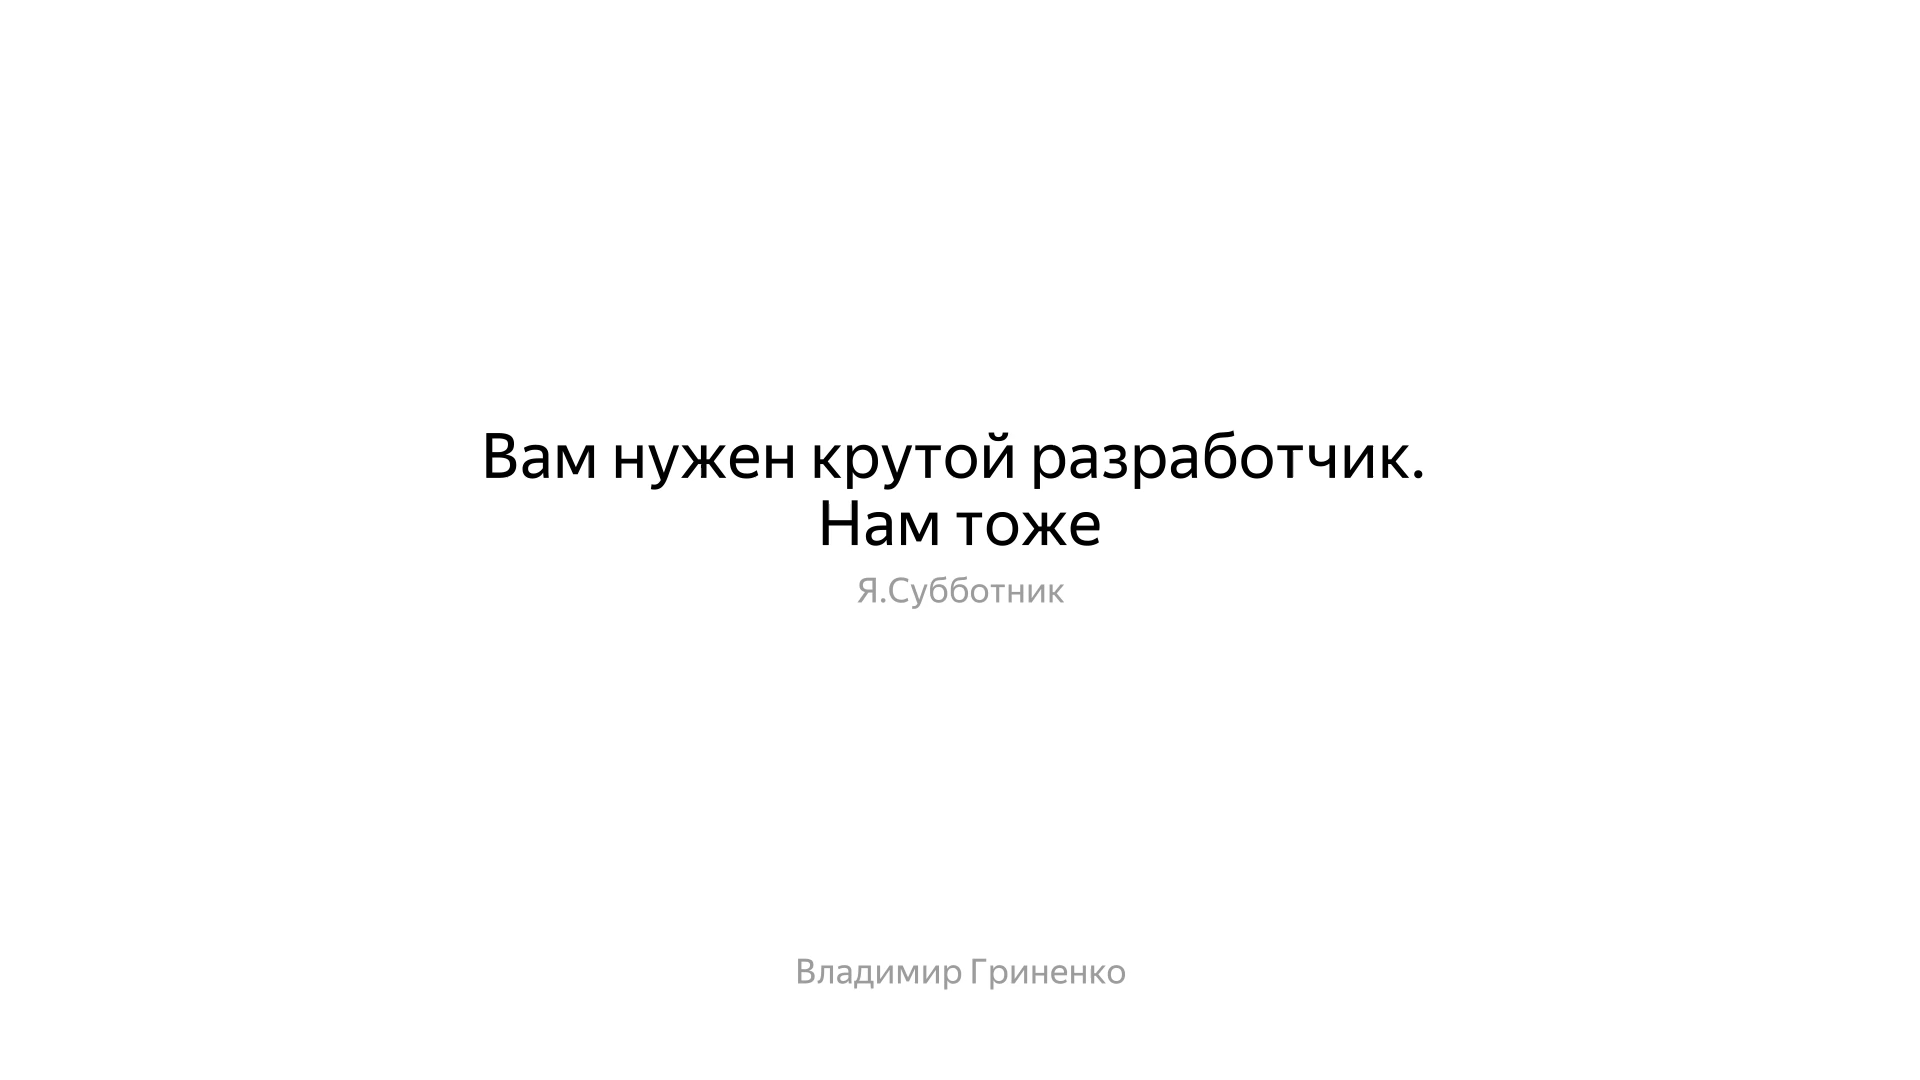 Вам нужен крутой разработчик.
Нам тоже
Я.Субботник
Владимир Гриненко